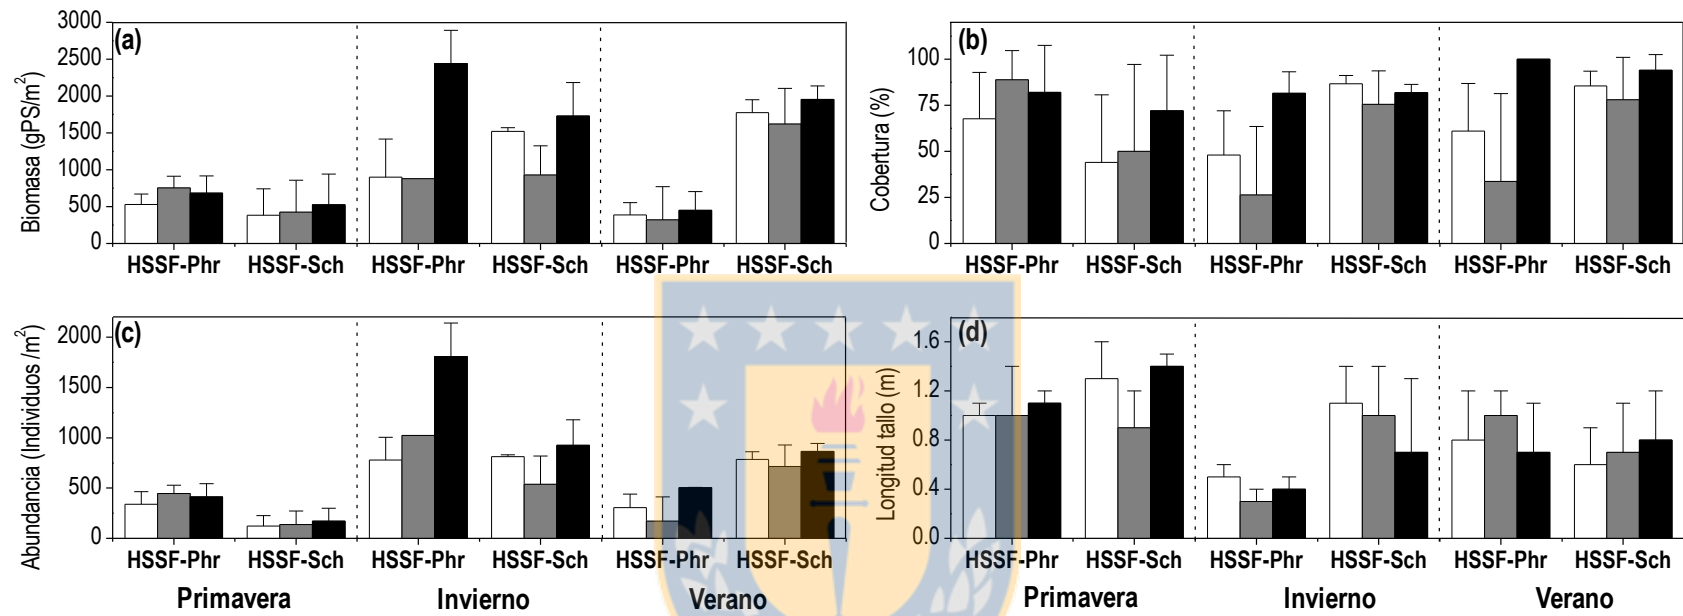 (a)
Biomasa (gPS/m²)
3000
2500
2000
1500
1000
500
0
HSSF-Phr HSSF-Sch HSSF-Phr HSSF-Sch HSSF-Phr HSSF-Sch
(b)
Cobertura (%)
100
75
50
25
0
HSSF-Phr HSSF-Sch HSSF-Phr HSSF-Sch HSSF-Phr HSSF-Sch
(c)
Abundancia (Individuos /m²)
2000
1500
1000
500
0
HSSF-Phr HSSF-Sch HSSF-Phr HSSF-Sch HSSF-Phr HSSF-Sch
Primavera Invierno Verano
(d)
Longitud tallo (m)
1.6
1.2
0.8
0.4
0.0
HSSF-Phr HSSF-Sch HSSF-Phr HSSF-Sch HSSF-Phr HSSF-Sch
Primavera Invierno Verano